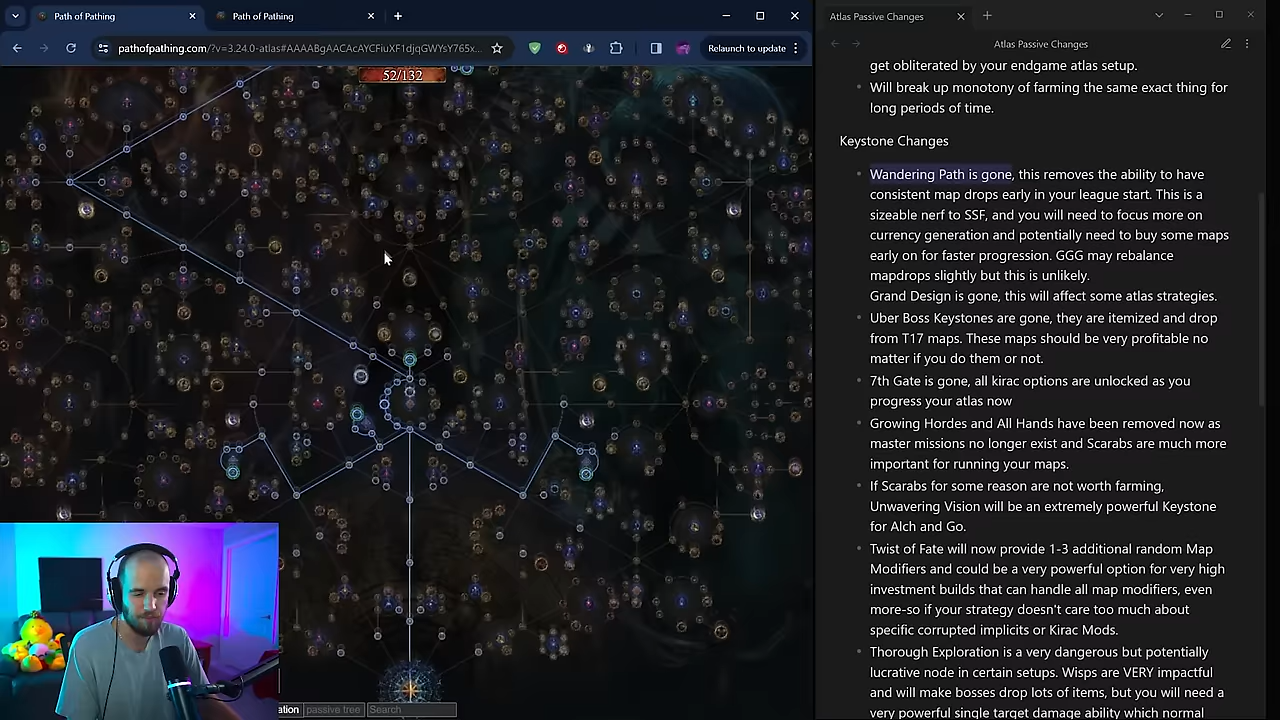 Path of Pathing
Path of Pathing
Atlas Passive Changes
pathofpathing.com/?v=3.24.0-atlas#AAAABgAACAcAYCFiuXF1djqGWYsY765x...
Relaunch to update
Atlas Passive Changes
52/132
get obliterated by your endgame atlas setup.
Will break up monotony of farming the same exact thing for
long periods of time.
Keystone Changes
Wandering Path is gone, this removes the ability to have
consistent map drops early in your league start. This is a
sizeable nerf to SSF, and you will need to focus more on
currency generation and potentially need to buy some maps
early on for faster progression. GGG may rebalance
mapdrops slightly but this is unlikely.
Grand Design is gone, this will affect some atlas strategies.
Uber Boss Keystones are gone, they are itemized and drop
from T17 maps. These maps should be very profitable no
matter if you do them or not.
7th Gate is gone, all kirac options are unlocked as you
progress your atlas now
Growing Hordes and All Hands have been removed now as
master missions no longer exist and Scarabs are much more
important for running your maps.
If Scarabs for some reason are not worth farming,
Unwavering Vision will be an extremely powerful Keystone
for Alch and Go.
Twist of Fate will now provide 1-3 additional random Map
Modifiers and could be a very powerful option for very high
investment builds that can handle all map modifiers, even
more-so if your strategy doesn't care too much about
specific corrupted implicits or Kirac Mods.
Thorough Exploration is a very dangerous but potentially
lucrative node in certain setups. Wisps are VERY impactful
and will make bosses drop lots of items, but you will need a
very powerful single target damage ability which normal
ation
passive tree
Search